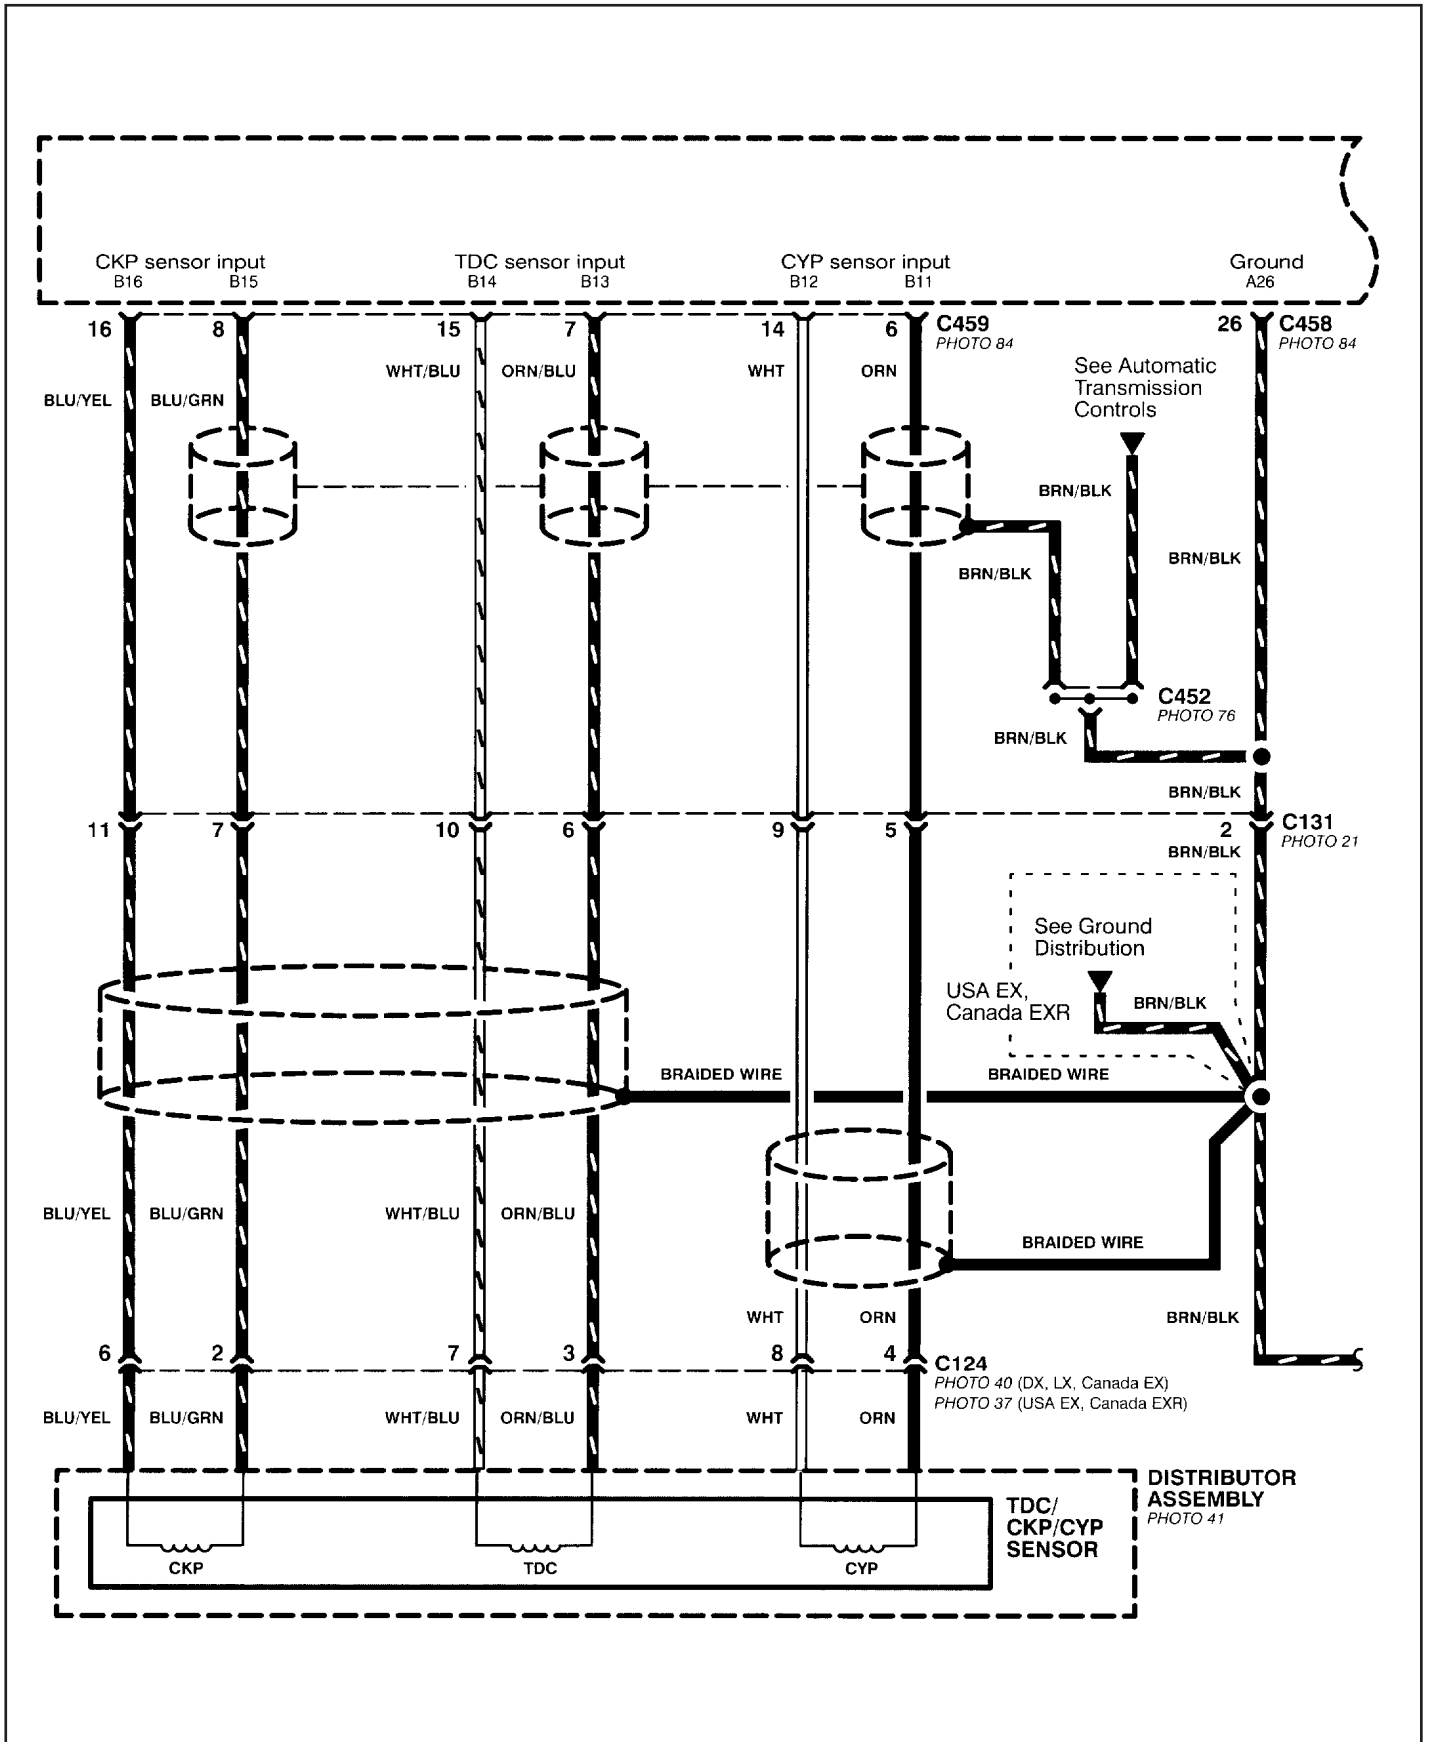 CKP sensor input TDC sensor input CYP sensor input Ground
B16 B15 B14 B13 B12 B11 A26
16 8 15 7 14 6 C459 26 C458
PHOTO 84 PHOTO 84
See Automatic
Transmission
Controls
WHT/BLU ORN/BLU WHT ORN
BLU/YEL BLU/GRN
BRN/BLK
BRN/BLK
BRN/BLK
C452
PHOTO 76
BRN/BLK
BRN/BLK
11 7 10 6 9 5 2 C131
PHOTO 21
BRN/BLK
See Ground
Distribution
USA EX,
Canada EXR
BRN/BLK
BRAIDED WIRE BRAIDED WIRE
BLU/YEL BLU/GRN WHT/BLU ORN/BLU
BRAIDED WIRE
WHT ORN BRN/BLK
6 2 7 3 8 4 C124
PHOTO 40 (DX, LX, Canada EX)
PHOTO 37 (USA EX, Canada EXR)
BLU/YEL BLU/GRN WHT/BLU ORN/BLU WHT ORN
DISTRIBUTOR
ASSEMBLY
PHOTO 41
TDC/
CKP/CYP
SENSOR
CKP TDC CYP